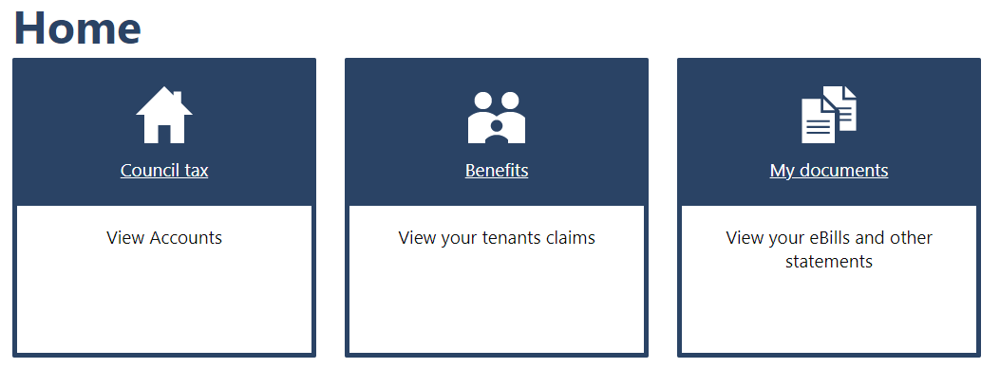 Home
Council tax
View Accounts
Benefits
View your tenants claims
My documents
View your eBills and other
statements